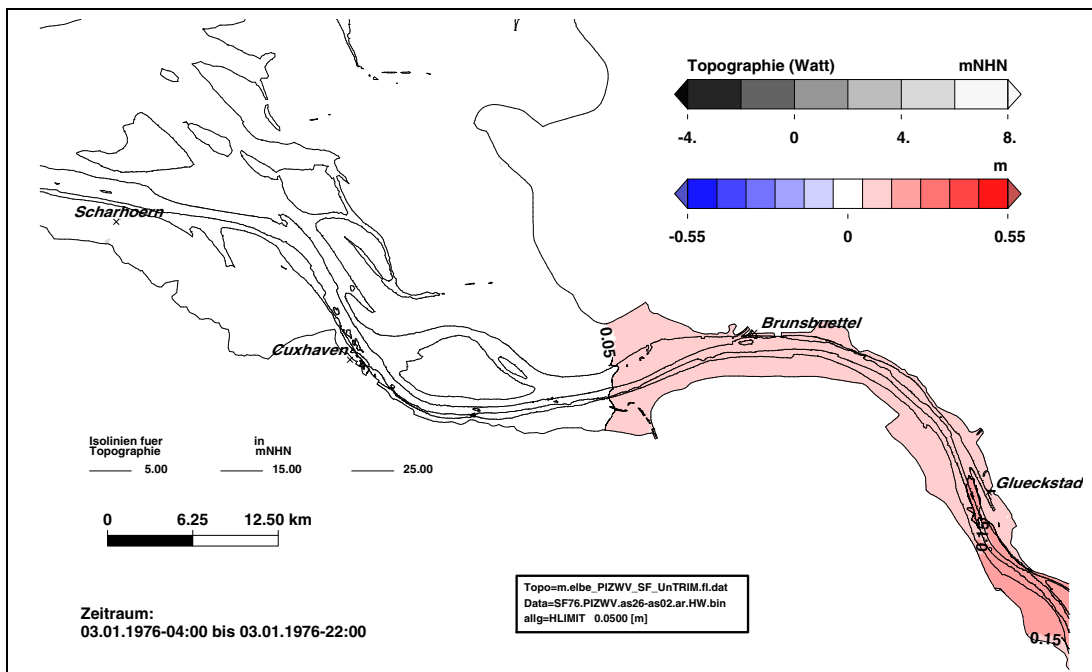 Topographie (Watt) mNHN
-4. 0 4. 8.
m
-0.55 0 0.55
Scharhoern
Brunsbuettel
0.05
Cuxhaven
Isolinien fuer in
Topographie mNHN
5.00 15.00 25.00
Glueckstad
0.15
0 6.25 12.50 km
Topo=m.elbe_PIZWV_SF_UnTRIM.fl.dat
Data=SF76.PIZWV.as26-as02.ar.HW.bin
allg=HLIMIT 0.0500 [m]
Zeitraum:
03.01.1976-04:00 bis 03.01.1976-22:00
0.15